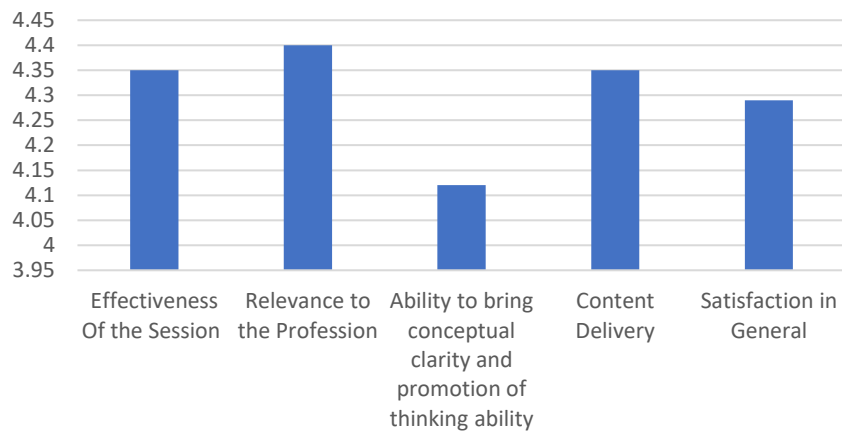 4.45
4.4
4.35
4.3
4.25
4.2
4.15
4.1
4.05
4
3.95
Effectiveness
Of the Session
Relevance to
the Profession
Ability to bring
conceptual
clarity and
promotion of
thinking ability
Content
Delivery
Satisfaction in
General